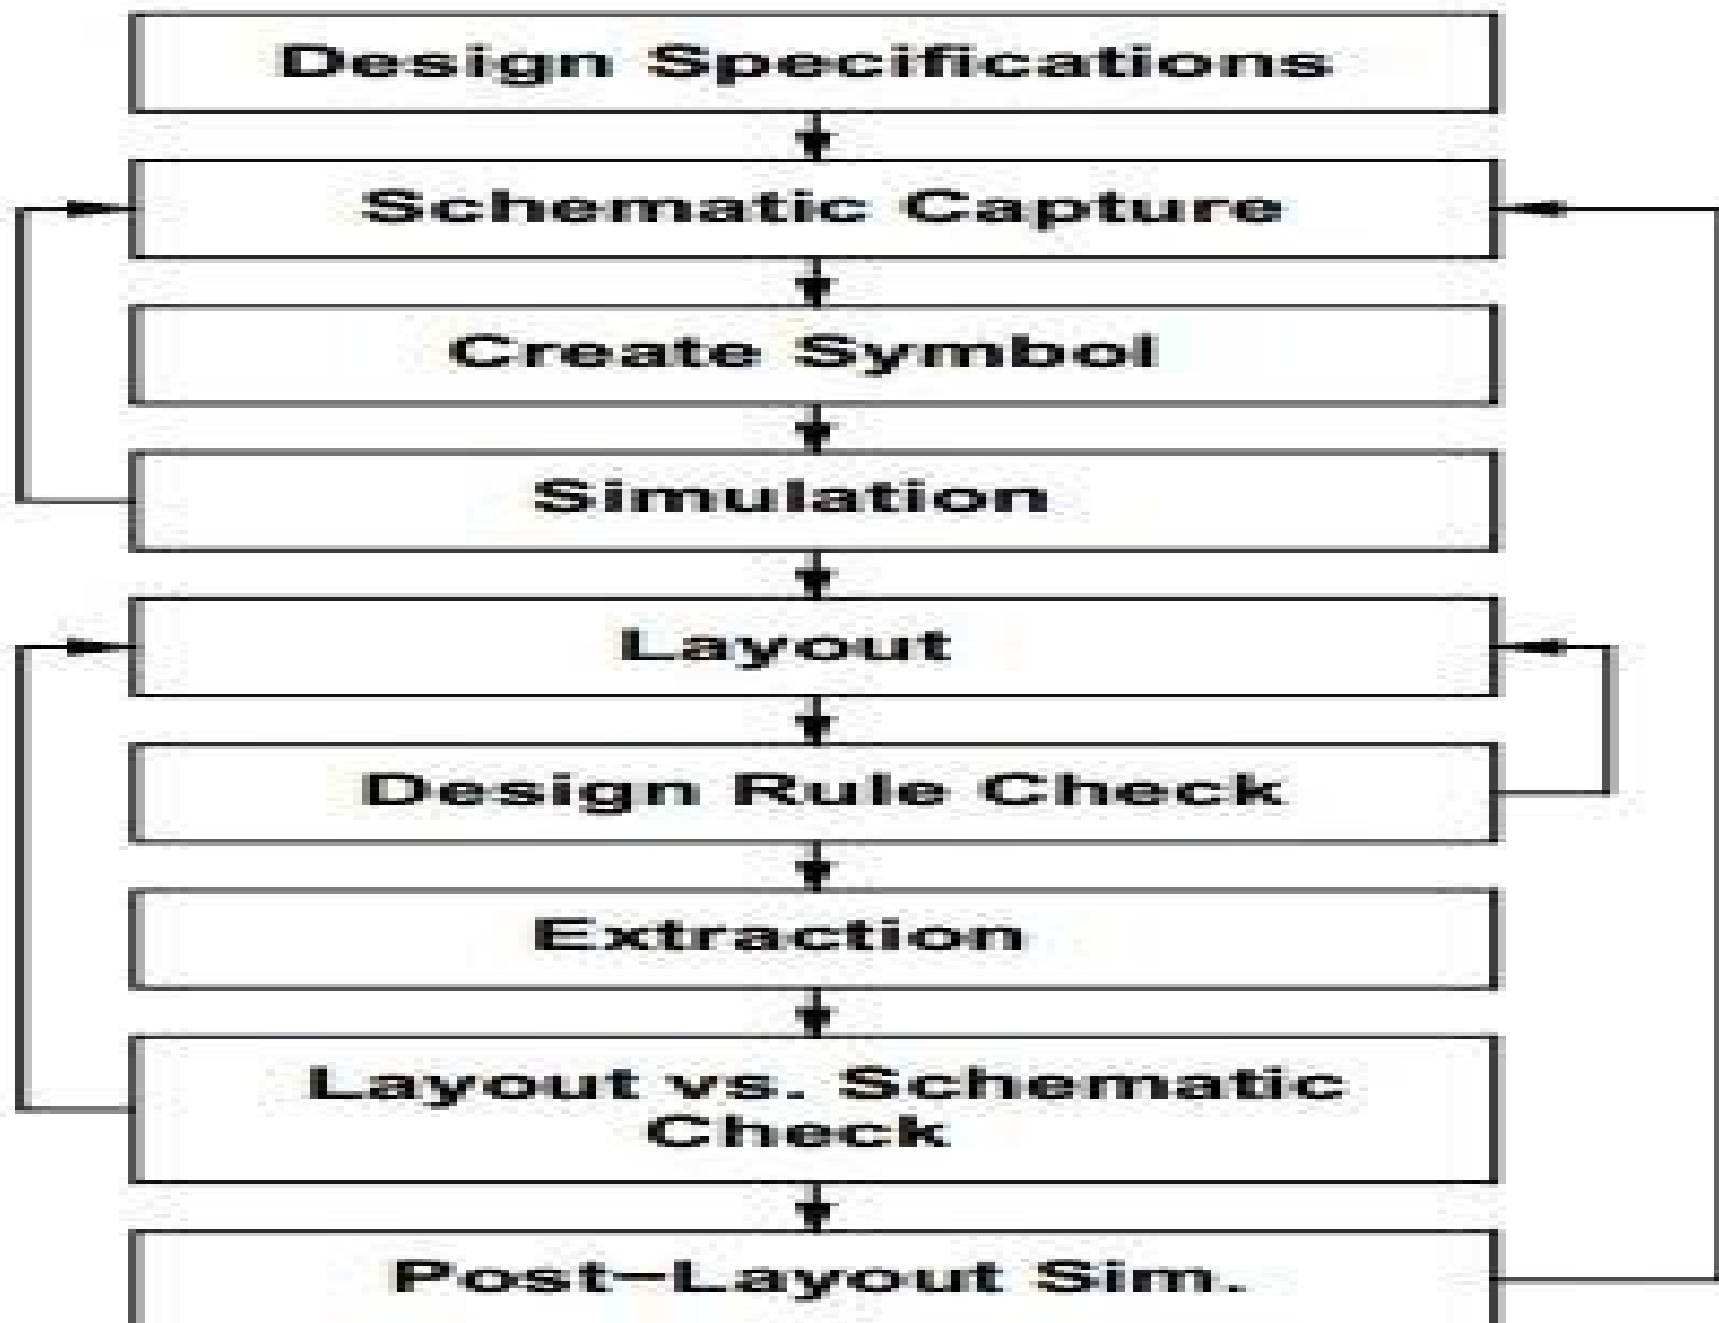 Design Specifications
Schematic Capture
Create Symbol
Simulation
Layout
Design Rule Check
Extraction
Layout vs. Schematic
Check
Post-Layout Sim.